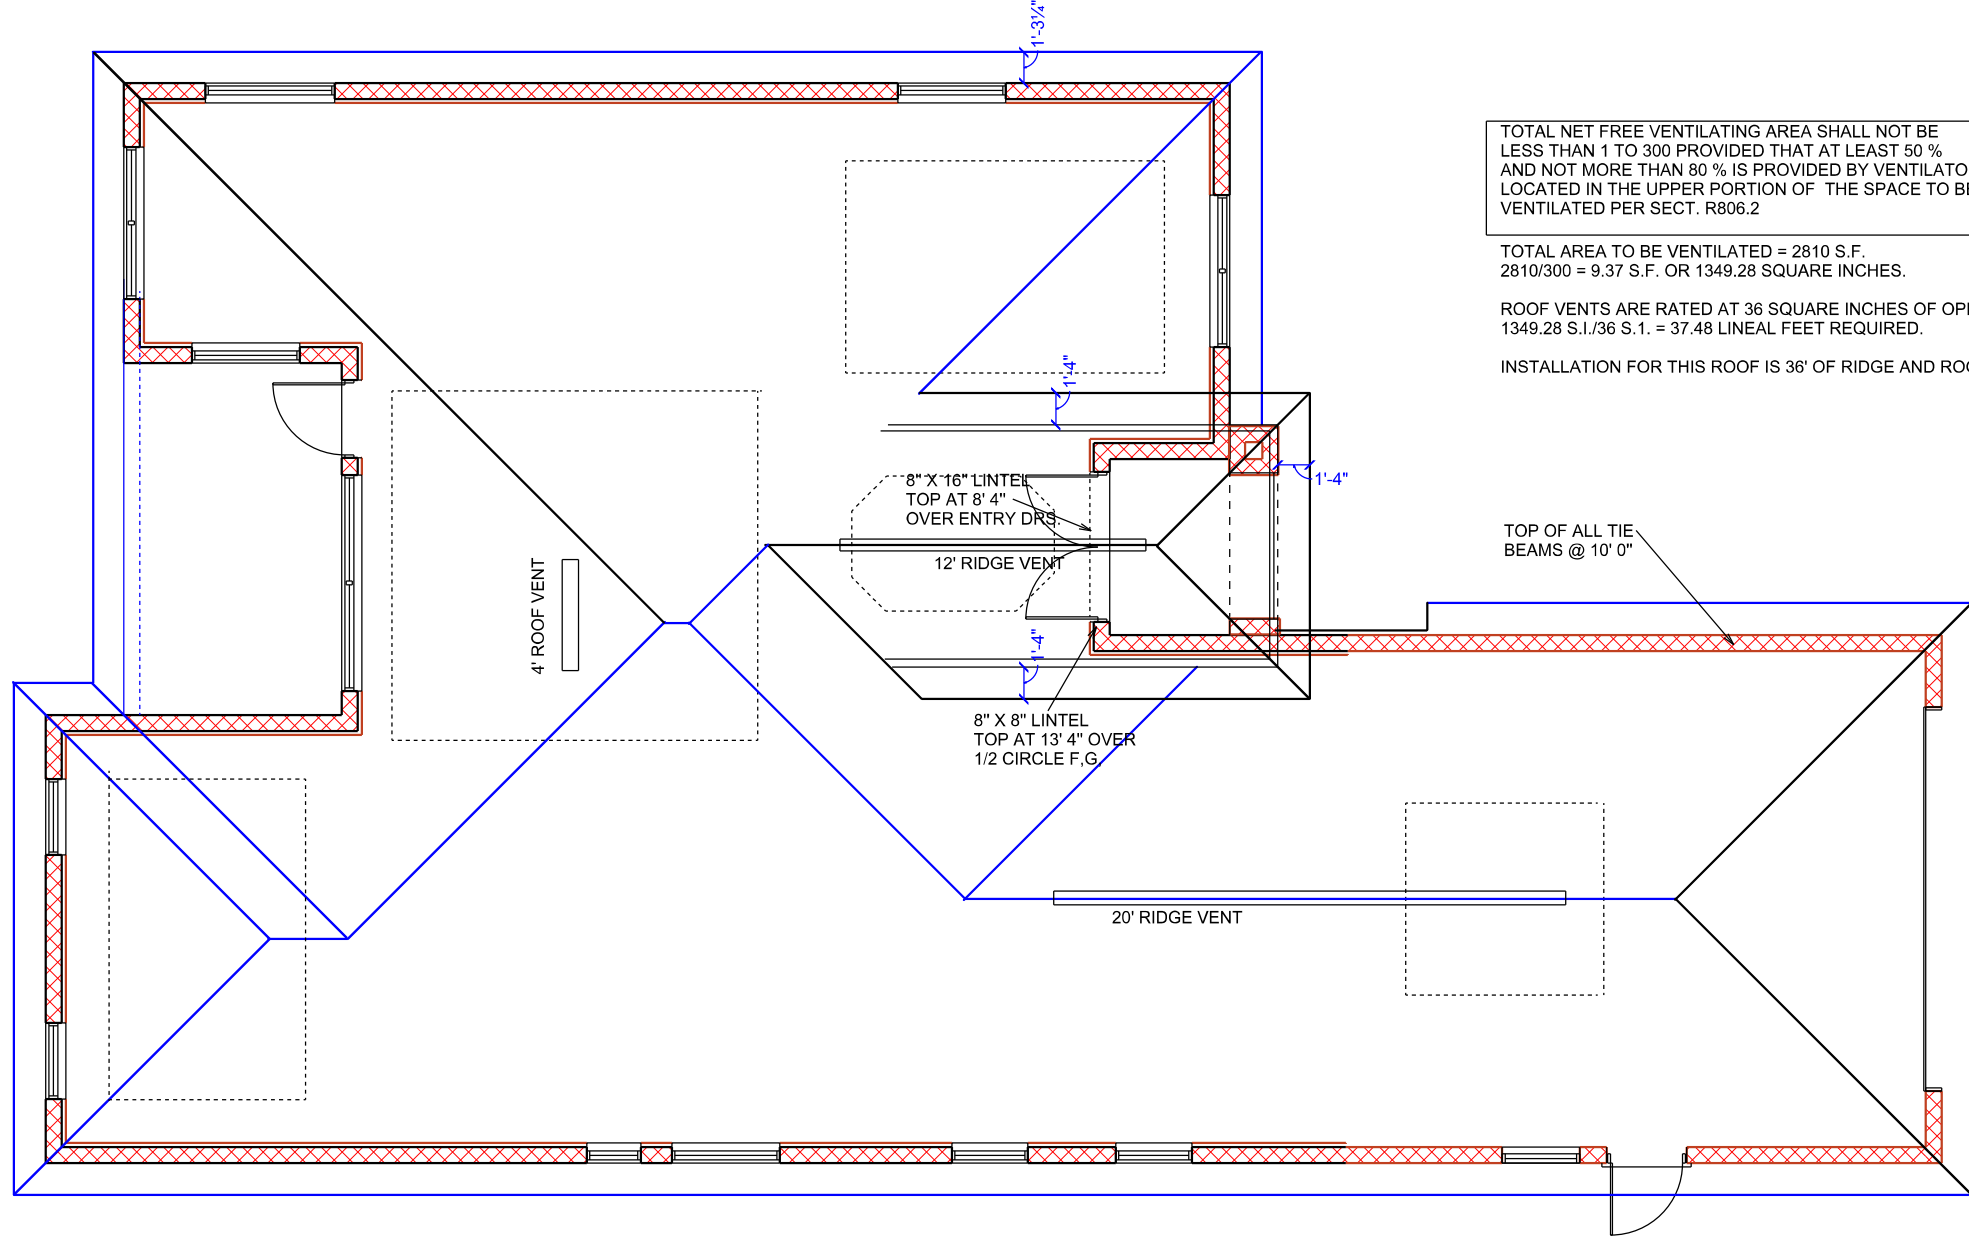 1'-3¼"
TOTAL NET FREE VENTILATING AREA SHALL NOT BE
LESS THAN 1 TO 300 PROVIDED THAT AT LEAST 50 %
AND NOT MORE THAN 80 % IS PROVIDED BY VENTILATO
LOCATED IN THE UPPER PORTION OF THE SPACE TO BE
VENTILATED PER SECT. R806.2
TOTAL AREA TO BE VENTILATED = 2810 S.F.
2810/300 = 9.37 S.F. OR 1349.28 SQUARE INCHES.
ROOF VENTS ARE RATED AT 36 SQUARE INCHES OF OP
1349.28 S.I./36 S.1. = 37.48 LINEAL FEET REQUIRED.
INSTALLATION FOR THIS ROOF IS 36' OF RIDGE AND ROO
1'-4"
1'-4"
8" X 16" LINTEL
TOP AT 8' 4"
OVER ENTRY DRS.
12' RIDGE VENT
4' ROOF VENT
TOP OF ALL TIE
BEAMS @ 10' 0"
1'-4"
8" X 8" LINTEL
TOP AT 13' 4" OVER
1/2 CIRCLE F,G,
20' RIDGE VENT